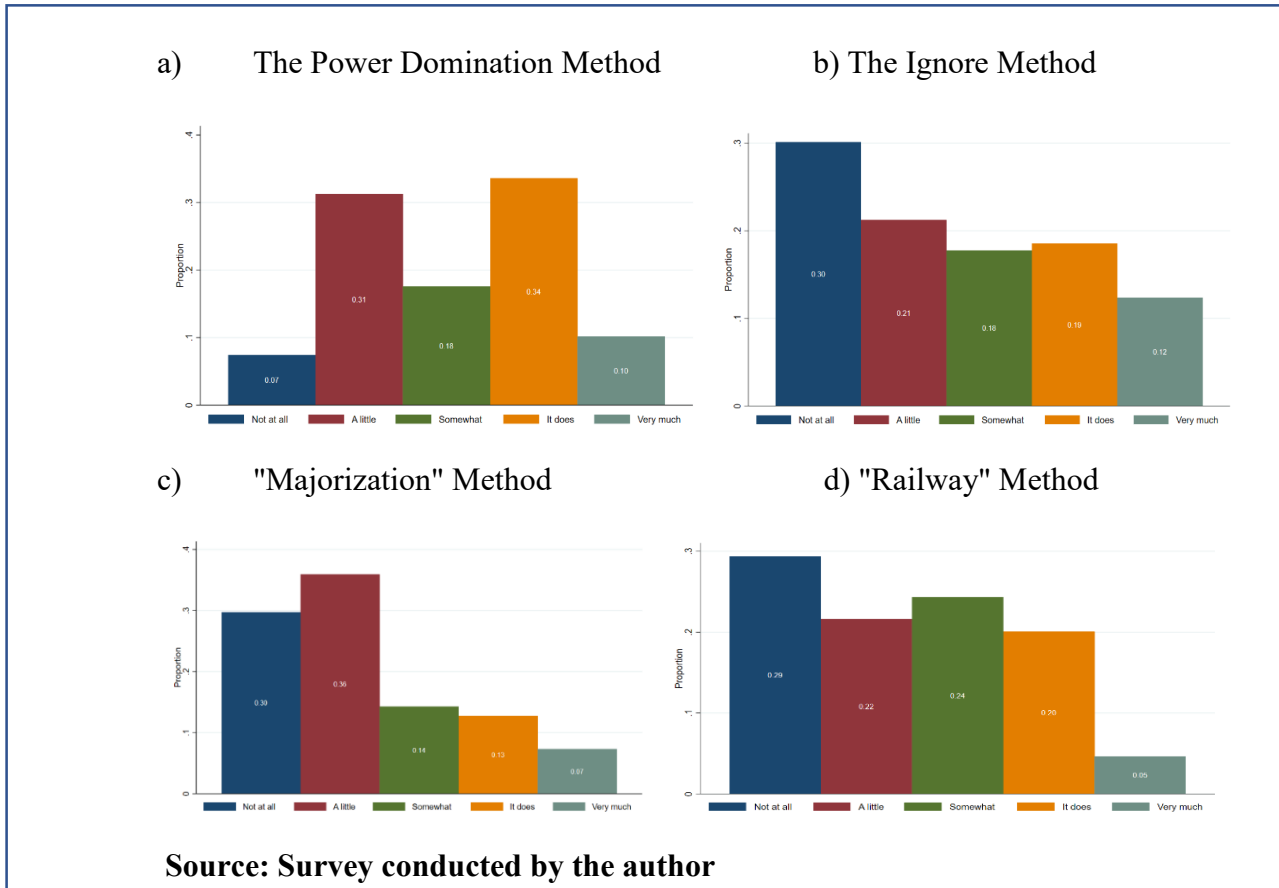 a) The Power Domination Method
b) The Ignore Method
Proportion
0 .1 .2 .3 .4
0.07 0.31 0.18 0.34 0.10
Not at all A little Somewhat It does Very much
Proportion
0 .1 .2 .3
0.30 0.21 0.18 0.19 0.12
Not at all A little Somewhat It does Very much
c) "Majorization" Method
d) "Railway" Method
Proportion
0 .1 .2 .3 .4
0.30 0.36 0.14 0.13 0.07
Not at all A little Somewhat It does Very much
Proportion
0 .1 .2 .3
0.29 0.22 0.24 0.20 0.05
Not at all A little Somewhat It does Very much
Source: Survey conducted by the author